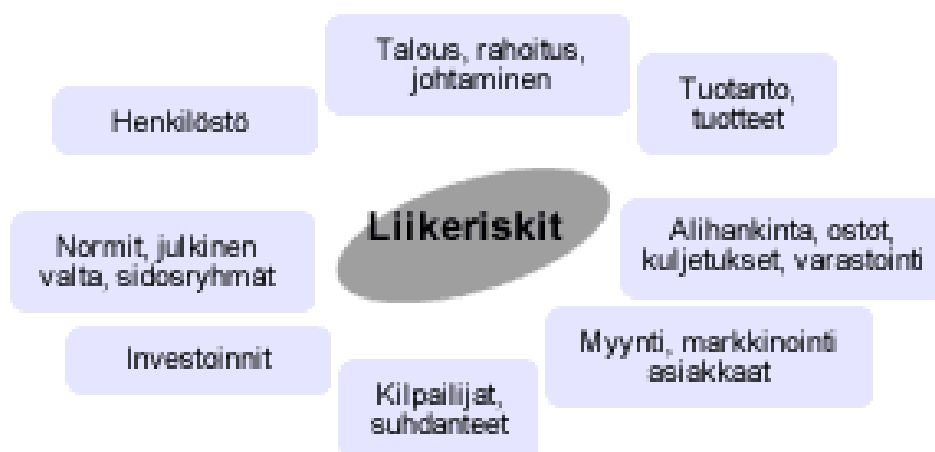 Talous, rahoitus,
johtaminen
Tuotanto,
tuotteet
Henkilöstö
Liikeriskit
Alihankinta, ostot,
kuljetukset, varastointi
Normit, julkinen
valta, sidosryhmät
Myynti, markkinointi
asiakkaat
Investoinnit
Kilpailijat,
suhdanteet